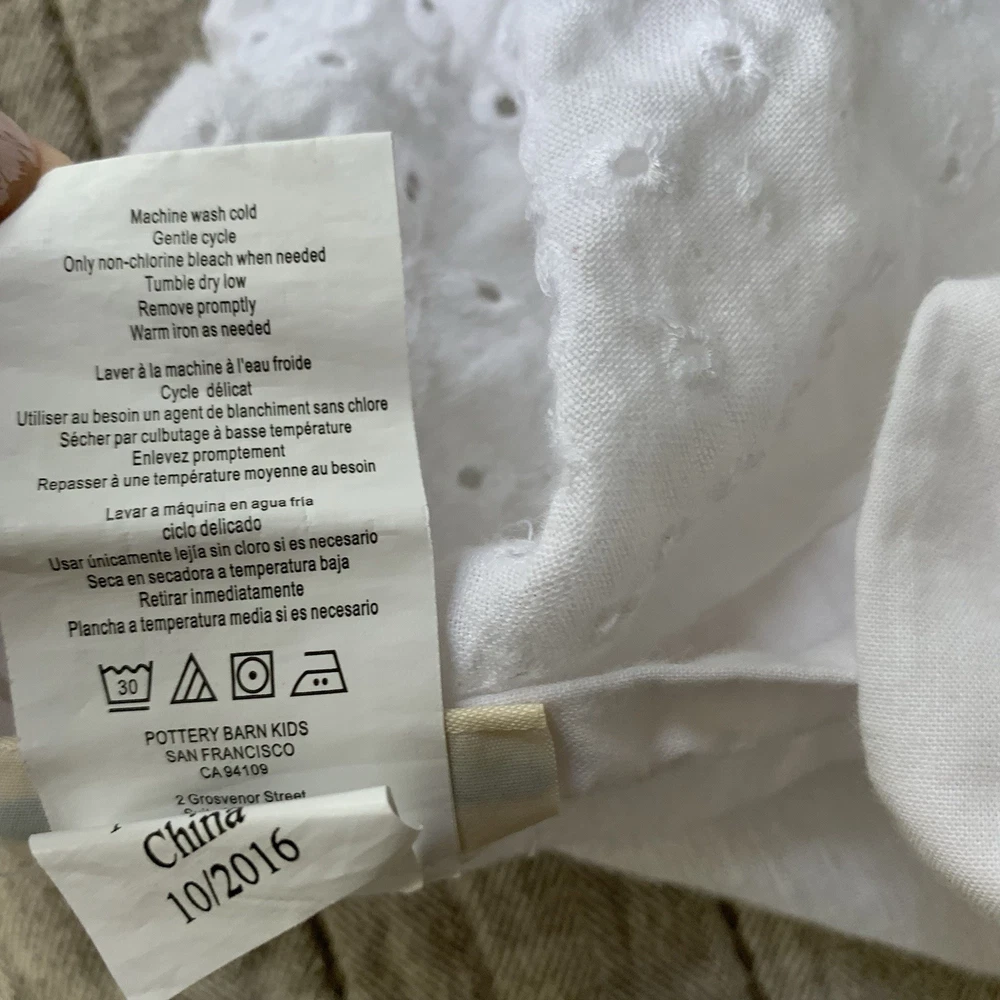 Machine wash cold
Gentle cycle
Only non-chlorine bleach when needed
Tumble dry low
Remove promptly
Warm iron as needed
Laver à la machine à l'eau froide
Cycle délicat
Utiliser au besoin un agent de blanchiment sans chlore
Sécher par culbutage à basse température
Enlevez promptement
Repasser à une température moyenne au besoin
Lavar a máquina en agua fría
ciclo delicado
Usar únicamente lejía sin cloro si es necesario
Seca en secadora a temperatura baja
Retirar inmediatamente
Plancha a temperatura media si es necesario
30
POTTERY BARN KIDS
SAN FRANCISCO
CA 94109
2 Grosvenor Street
China
10/2016